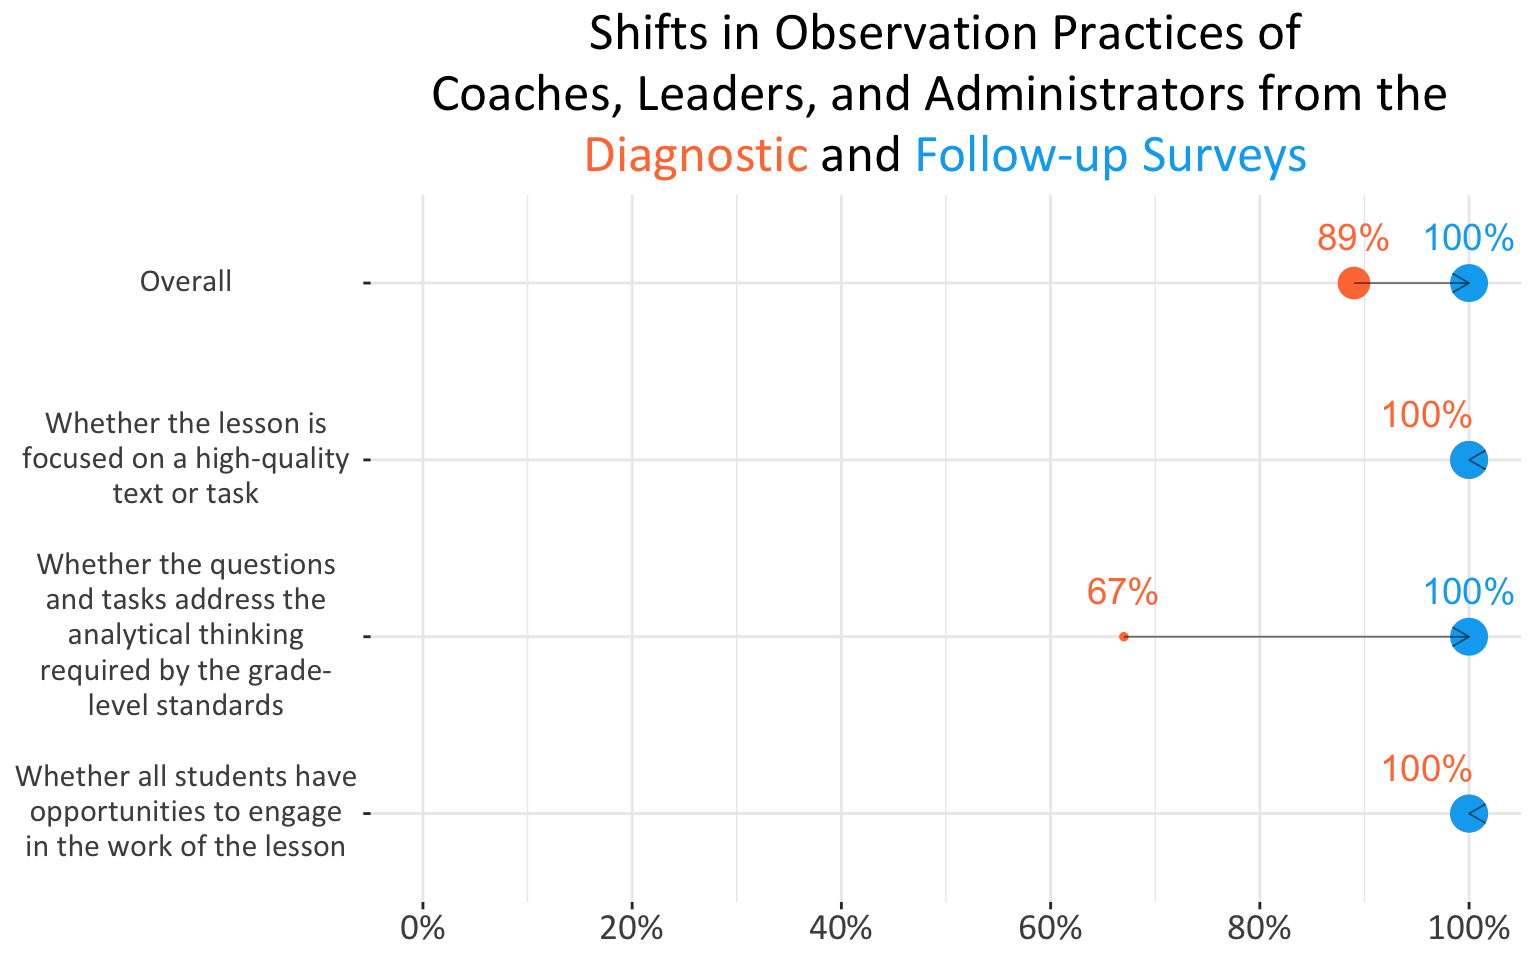 Shifts in Observation Practices of
Coaches, Leaders, and Administrators from the
Diagnostic and Follow-up Surveys
89% 100%
Overall
100%
Whether the lesson is
focused on a high-quality
text or task
Whether the questions
and tasks address the
analytical thinking
required by the grade-
level standards
67% 100%
100%
Whether all students have
opportunities to engage
in the work of the lesson
0% 20% 40% 60% 80% 100%